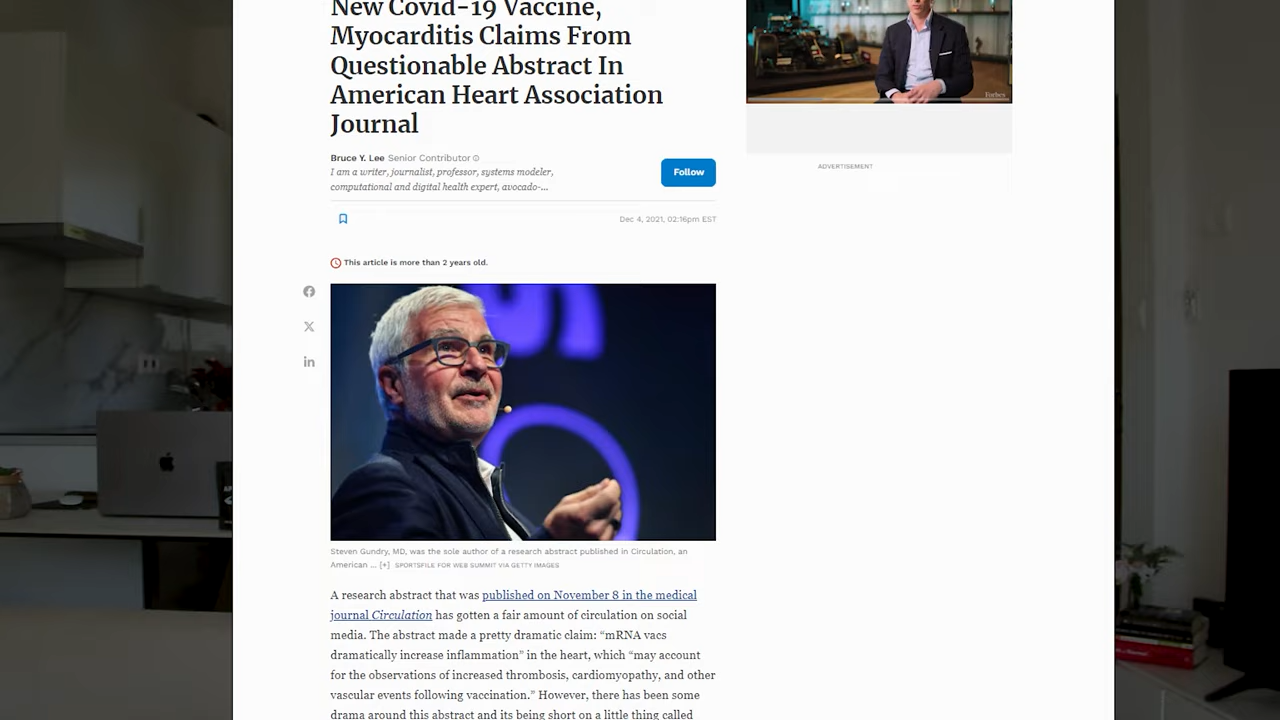 New Covid-19 Vaccine,
Myocarditis Claims From
Questionable Abstract In
American Heart Association
Journal
Forbes
ADVERTISEMENT
Bruce Y. Lee Senior Contributor
I am a writer, journalist, professor, systems modeler,
computational and digital health expert, avocado-...
Follow
Dec 4, 2021, 02:16pm EST
This article is more than 2 years old.
Steven Gundry, MD, was the sole author of a research abstract published in Circulation, an
American ... [+] SPORTSFILE FOR WEB SUMMIT VIA GETTY IMAGES
A research abstract that was published on November 8 in the medical
journal Circulation has gotten a fair amount of circulation on social
media. The abstract made a pretty dramatic claim: “mRNA vacs
dramatically increase inflammation” in the heart, which “may account
for the observations of increased thrombosis, cardiomyopathy, and other
vascular events following vaccination.” However, there has been some
drama around this abstract and its being short on a little thing called